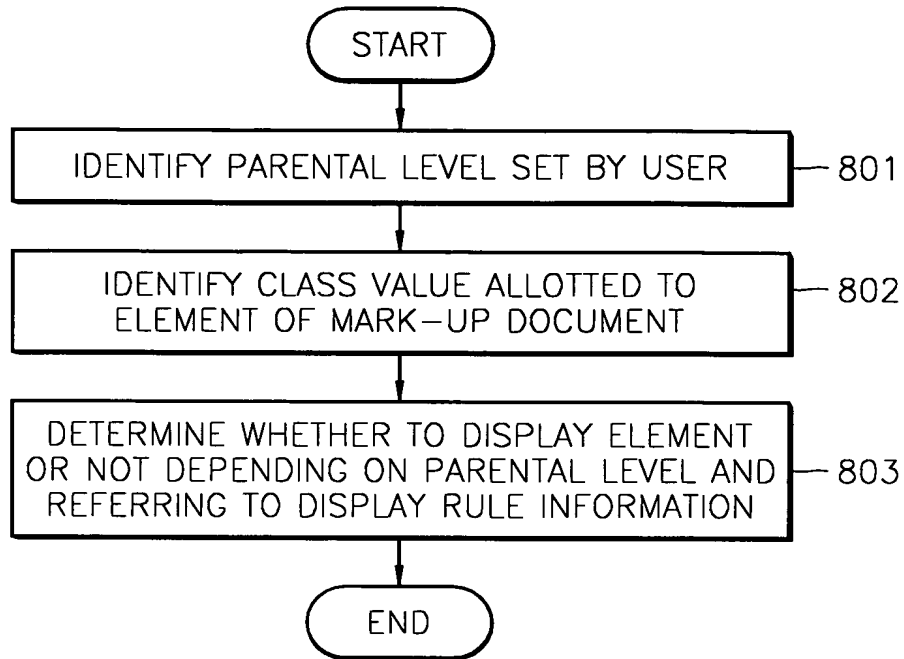 START
IDENTIFY PARENTAL LEVEL SET BY USER
801
IDENTIFY CLASS VALUE ALLOTTED TO
ELEMENT OF MARK-UP DOCUMENT
802
DETERMINE WHETHER TO DISPLAY ELEMENT
OR NOT DEPENDING ON PARENTAL LEVEL AND
REFERRING TO DISPLAY RULE INFORMATION
803
END